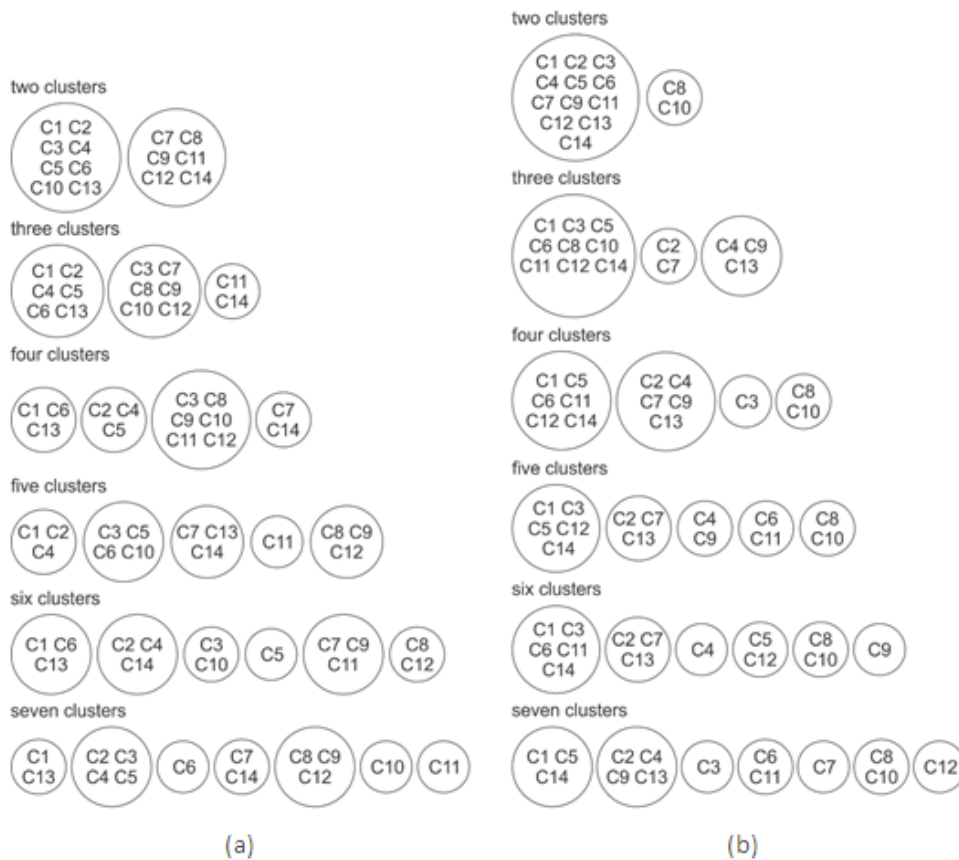 two clusters
C1 C2
C3 C4
C5 C6
C10 C13
C7 C8
C9 C11
C12 C14
three clusters
C1 C2
C4 C5
C6 C13
C3 C7
C8 C9
C10 C12
C11
C14
four clusters
C1 C6
C13
C2 C4
C5
C3 C8
C9 C10
C11 C12
C7
C14
five clusters
C1 C2
C4
C3 C5
C6 C10
C7 C13
C14
C11
C8 C9
C12
six clusters
C1 C6
C13
C2 C4
C14
C3
C10
C5
C7 C9
C11
C8
C12
seven clusters
C1
C13
C2 C3
C4 C5
C6
C7
C14
C8 C9
C12
C10
C11
(a)
two clusters
C1 C2 C3
C4 C5 C6
C7 C9 C11
C12 C13
C14
C8
C10
three clusters
C1 C3 C5
C6 C8 C10
C11 C12 C14
C2
C7
C4 C9
C13
four clusters
C1 C5
C6 C11
C12 C14
C2 C4
C7 C9
C13
C3
C8
C10
five clusters
C1 C3
C5 C12
C14
C2 C7
C13
C4
C9
C6
C11
C8
C10
six clusters
C1 C3
C6 C11
C14
C2 C7
C13
C4
C5
C12
C8
C10
C9
seven clusters
C1 C5
C14
C2 C4
C9 C13
C3
C6
C11
C7
C8
C10
C12
(b)